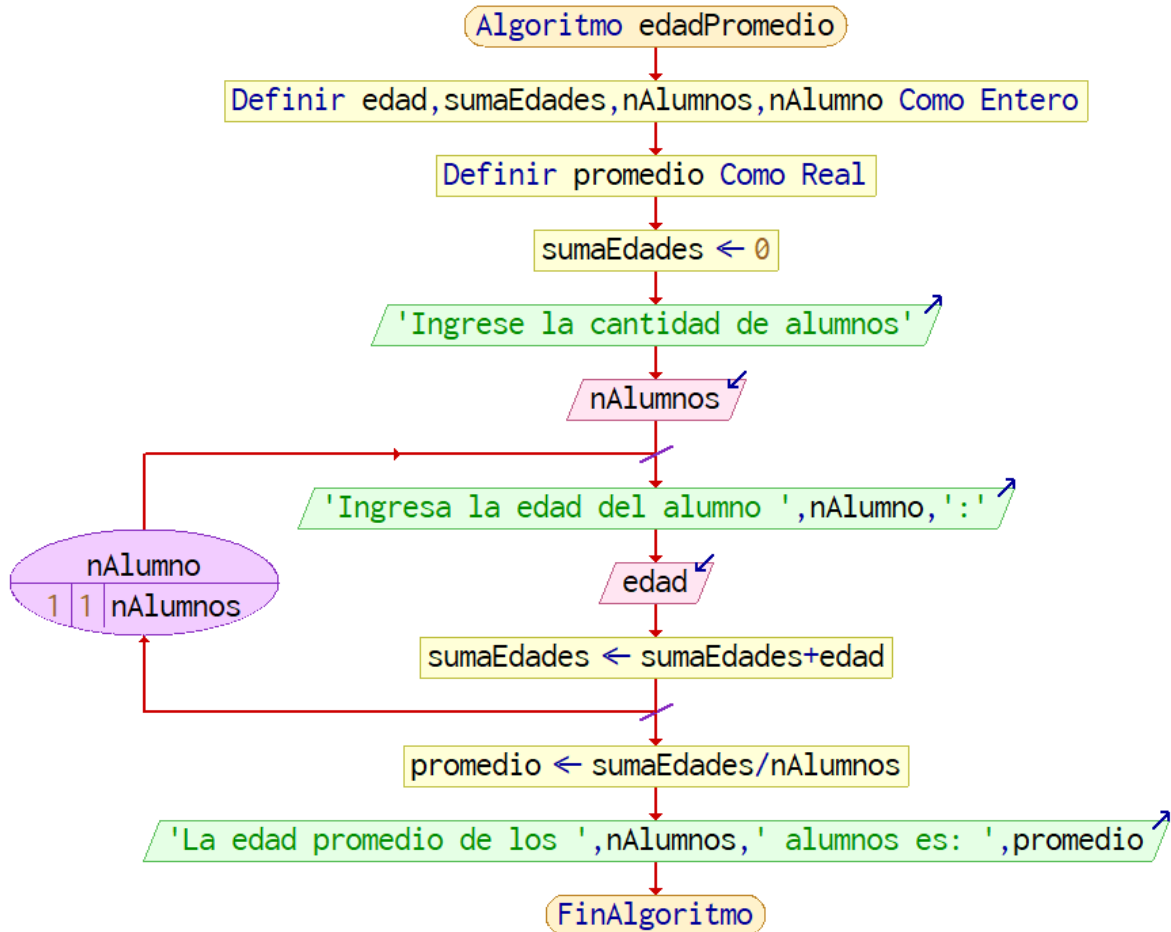 Algoritmo edadPromedio
Definir edad,sumaEdades,nAlumnos,nAlumno Como Entero
Definir promedio Como Real
sumaEdades ← 0
'Ingrese la cantidad de alumnos'
nAlumnos
'Ingresa la edad del alumno ',nAlumno,':'
nAlumno
1 1 nAlumnos
edad
sumaEdades ← sumaEdades+edad
promedio ← sumaEdades/nAlumnos
'La edad promedio de los ',nAlumnos,' alumnos es: ',promedio
FinAlgoritmo